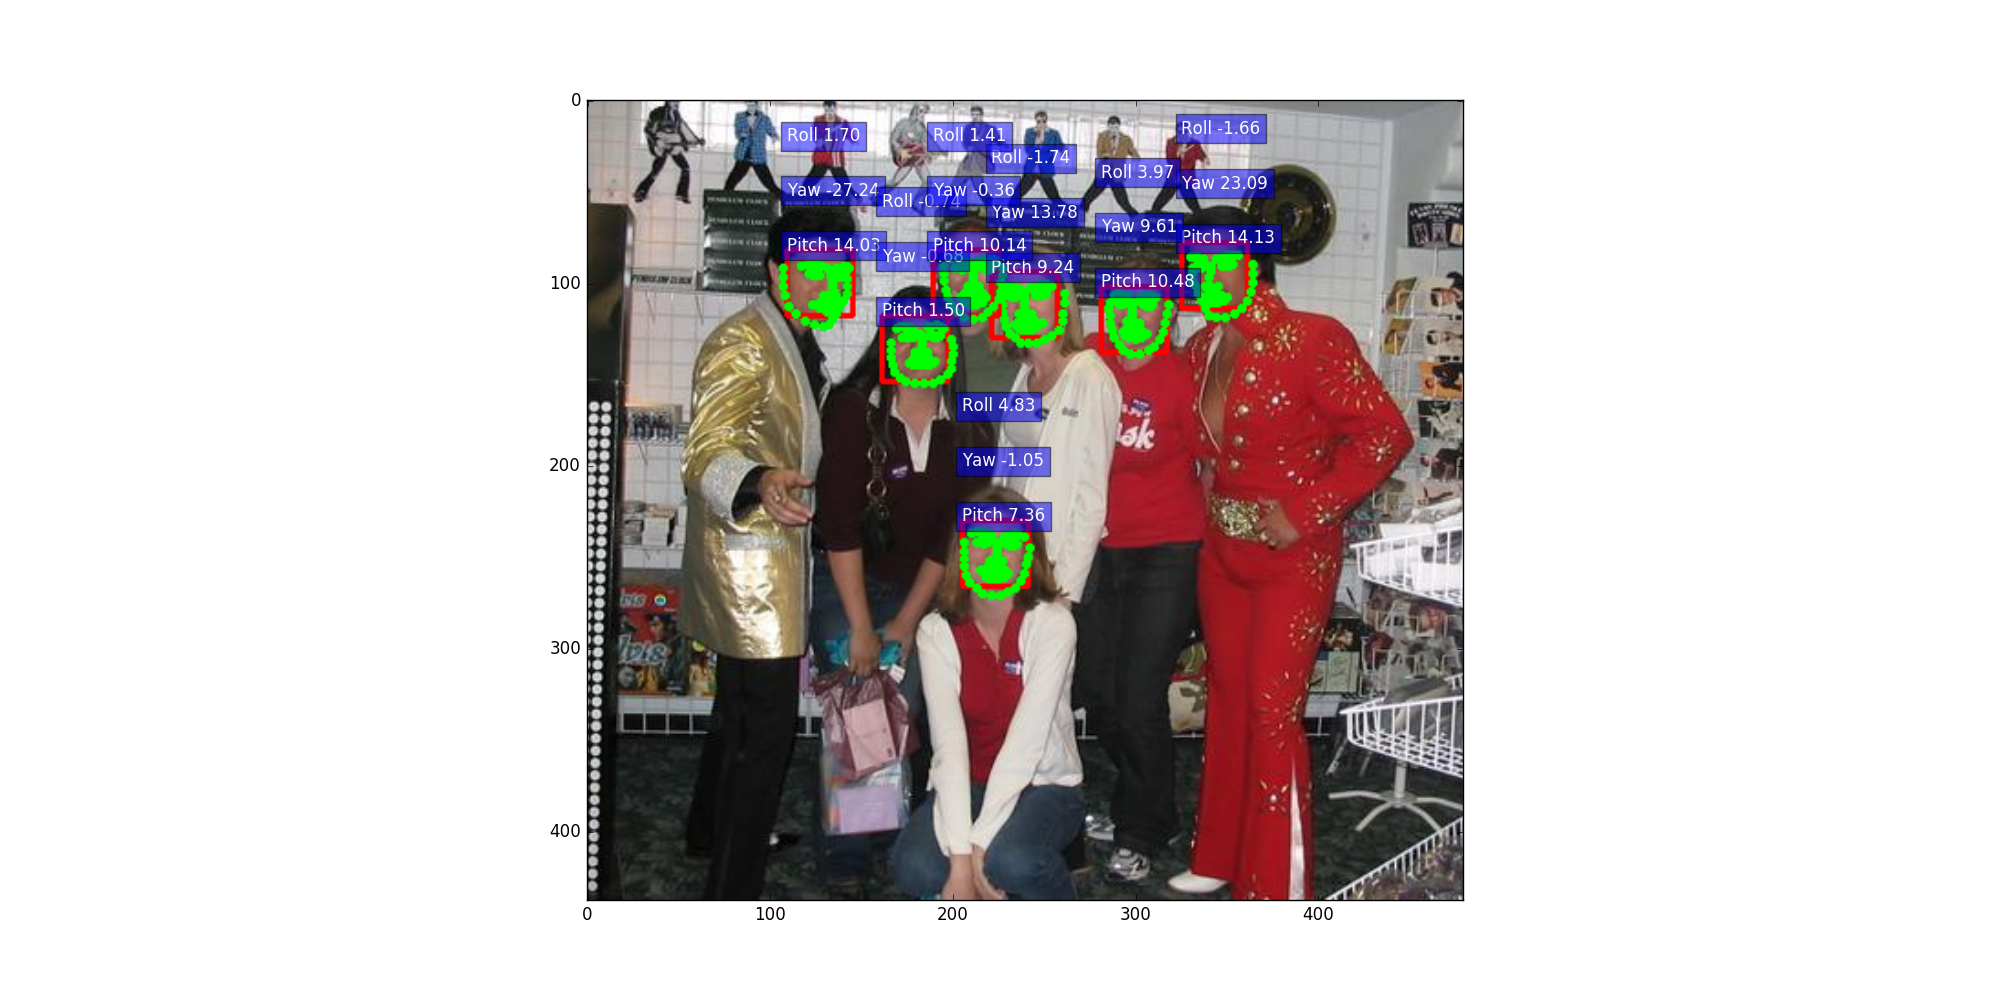 0
Roll 1.70
Roll 1.41
Roll -1.74
Roll 3.97
Roll -1.66
Yaw -27.24
Roll -0.74
Yaw -0.36
Yaw 13.78
Yaw 9.61
Yaw 23.09
Pitch 14.03
Yaw -0.68
Pitch 10.14
Pitch 9.24
Pitch 10.48
Pitch 14.13
100
Pitch 1.50
Roll 4.83
200
Yaw -1.05
Pitch 7.36
300
400
0
100
200
300
400